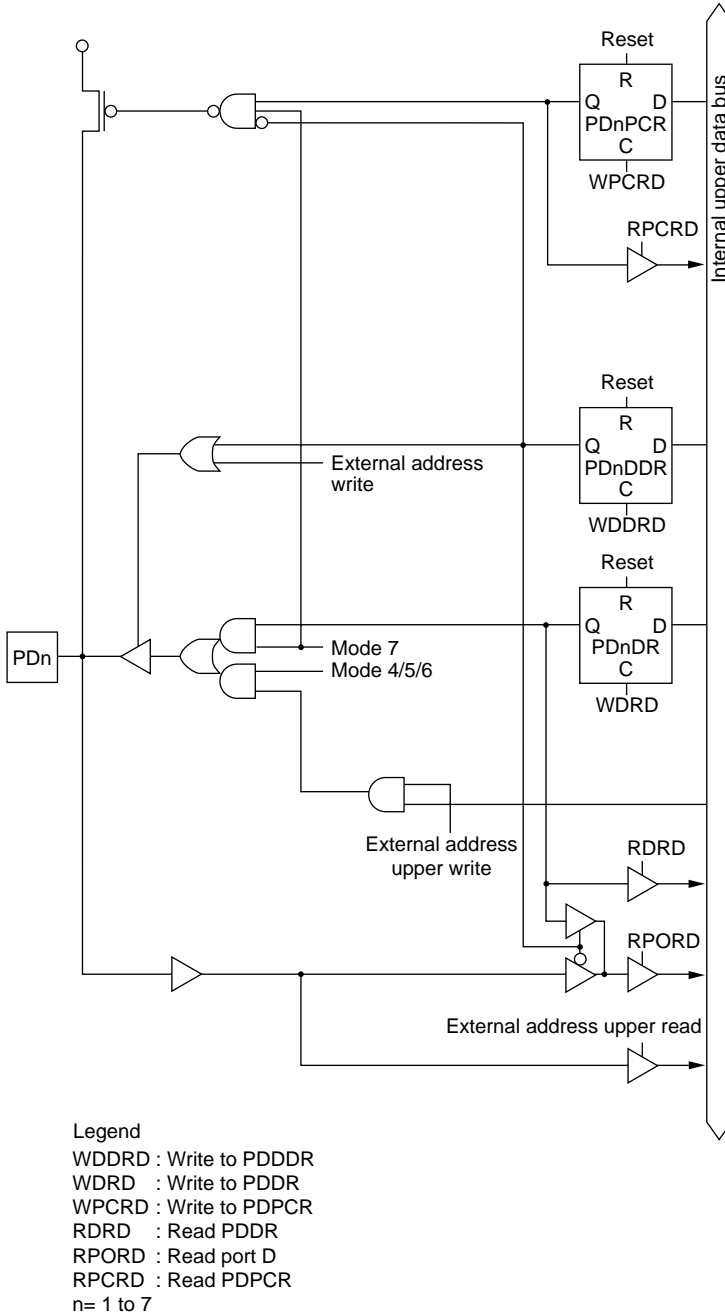 Reset
R
Q D
PDnPCR
C
WPCRD
Internal upper data bus
RPCRD
Reset
R
Q D
PDnDDR
C
WDDRD
External address
write
Reset
R
Q D
PDnDR
C
WDRD
PDn
Mode 7
Mode 4/5/6
External address
upper write
RDRD
RPORD
External address upper read
Legend
WDDRD : Write to PDDDR
WDRD : Write to PDDR
WPCRD : Write to PDPCR
RDRD : Read PDDR
RPORD : Read port D
RPCRD : Read PDPCR
n= 1 to 7